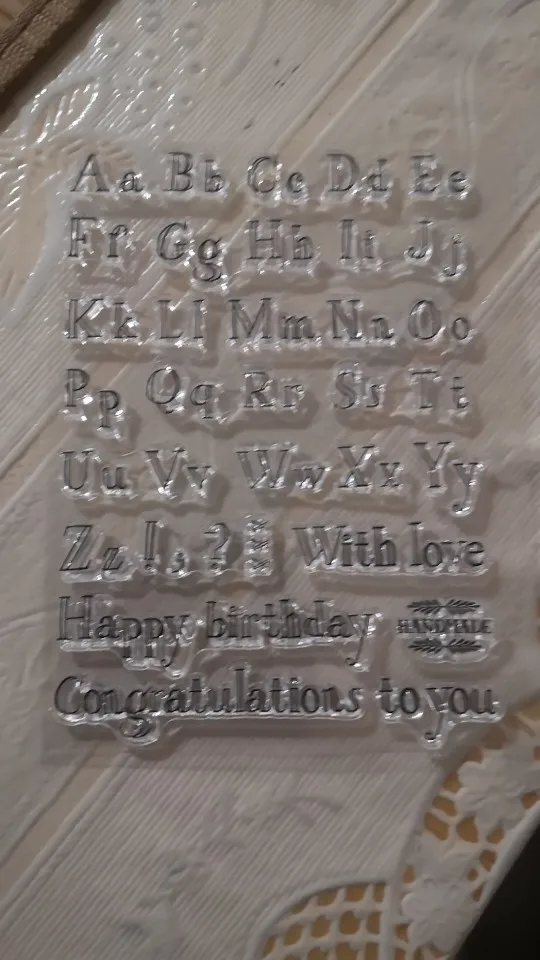 Aa Bb Cc Dd Ee
Ff Gg Hh Ii Jj
Kk Ll Mm Nn Oo
Pp Qq Rr Ss Tt
Uu Vv Ww Xx Yy
Zz ! , ? With love
Happy birthday HANDMADE
Congratulations to you